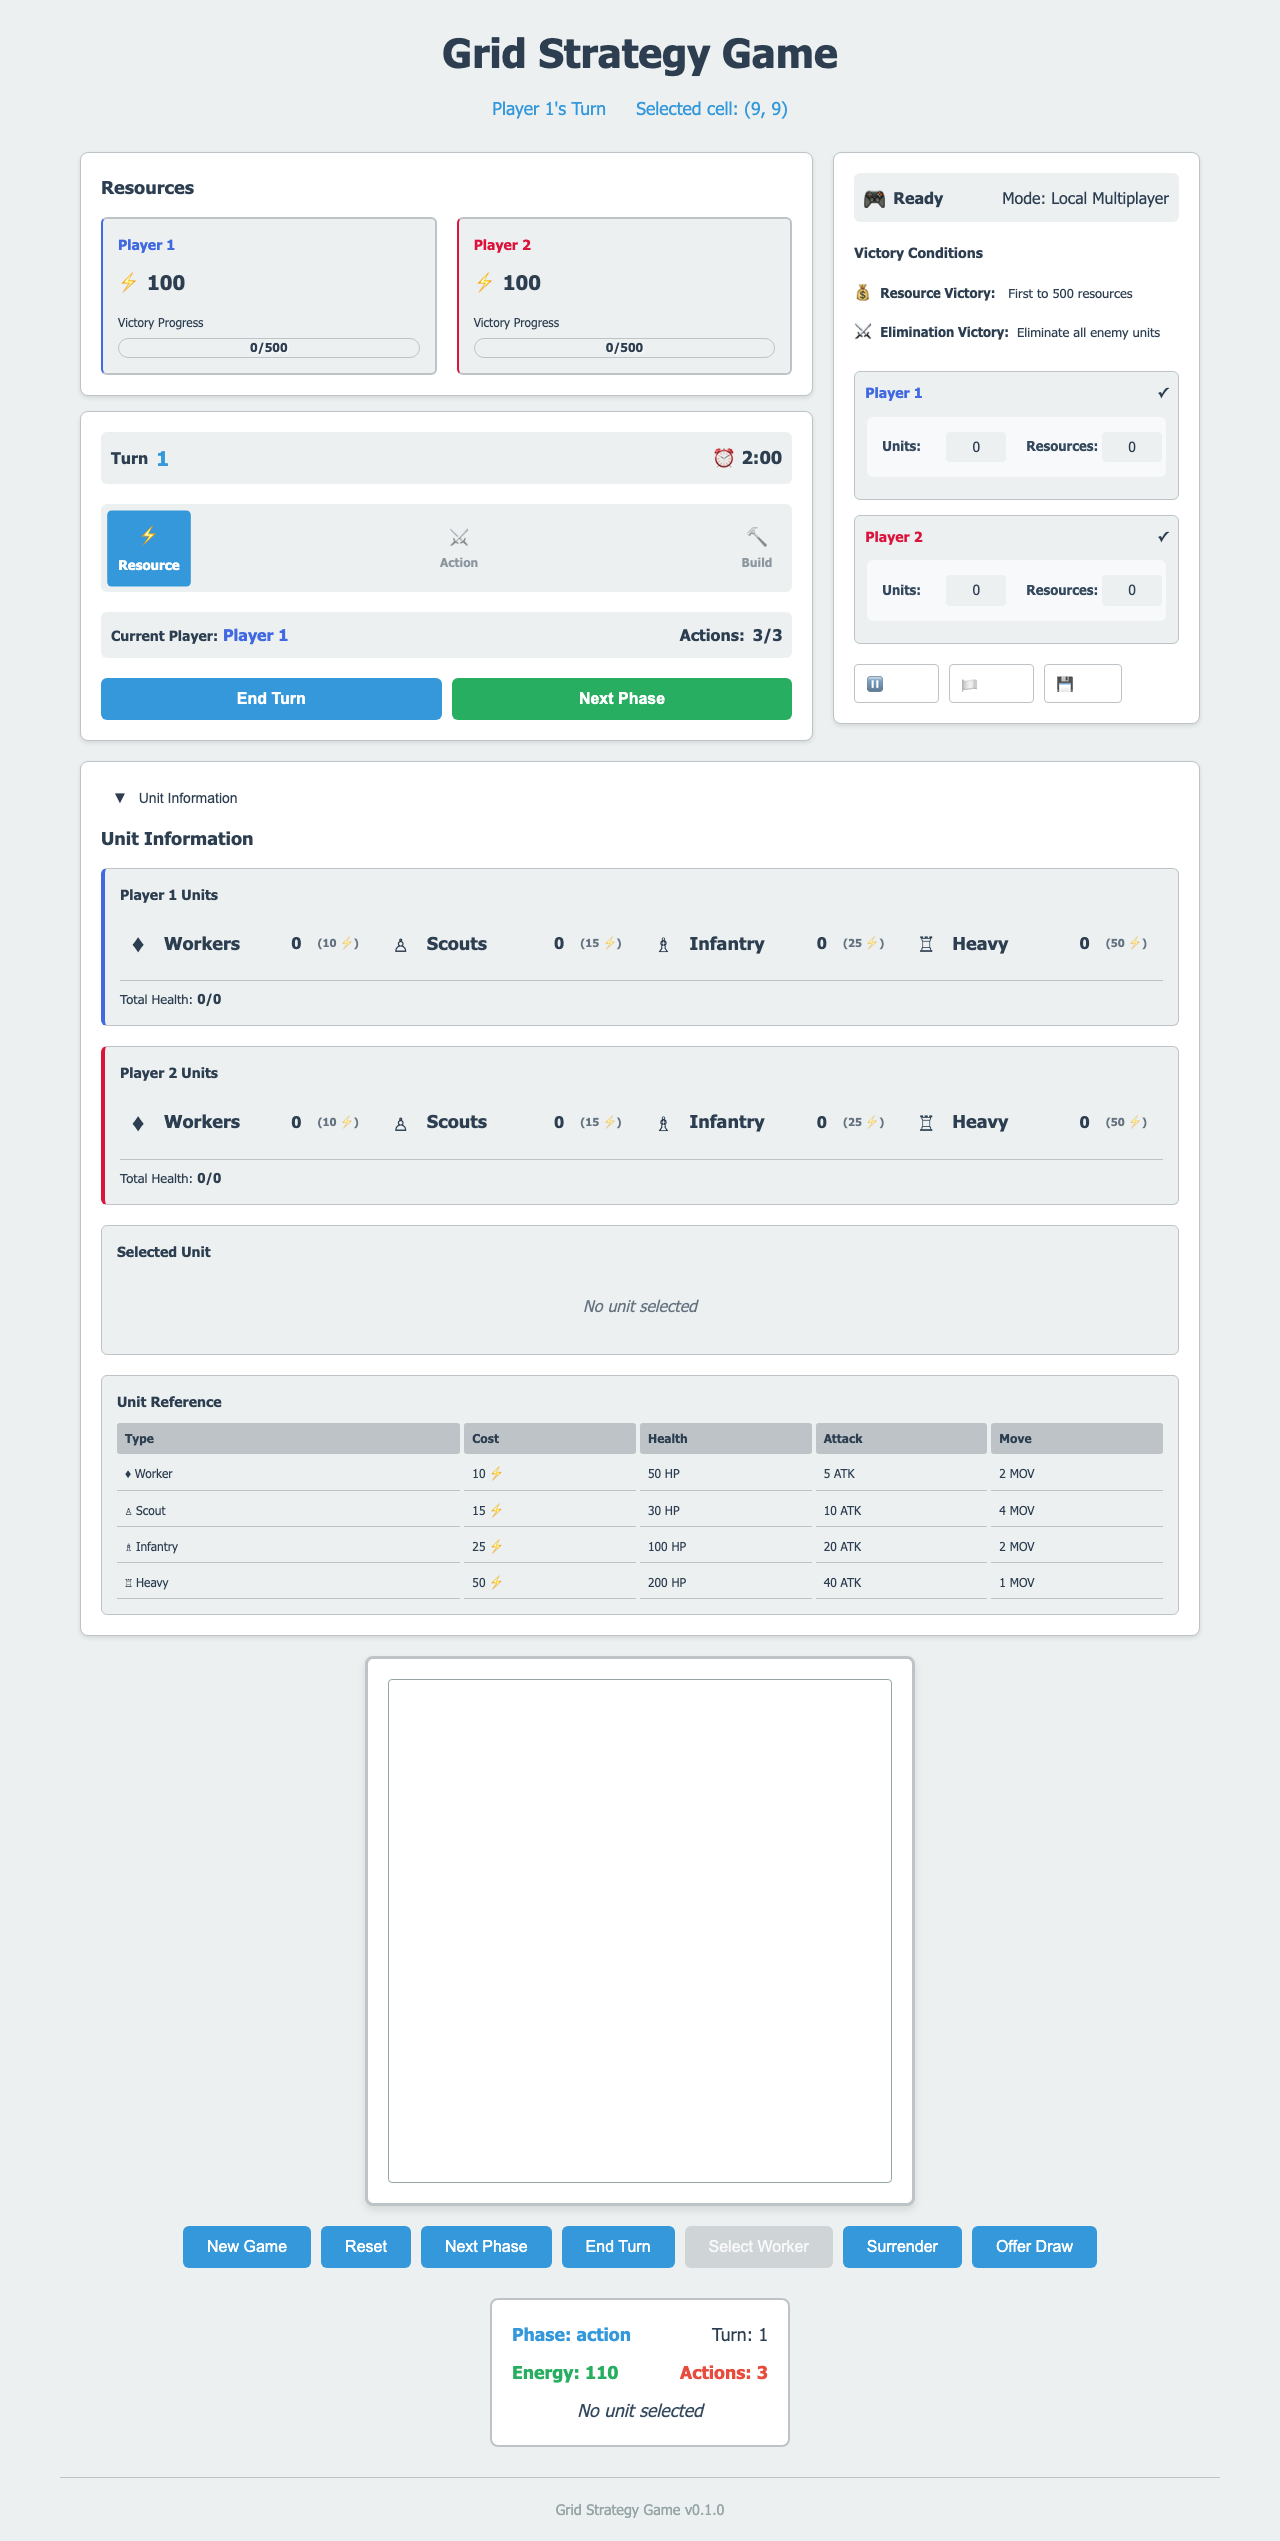 Grid Strategy Game
Player 1's Turn Selected cell: (9, 9)
Resources
Player 1
⚡ 100
Victory Progress
0/500
Player 2
⚡ 100
Victory Progress
0/500
Turn 1 ⏰ 2:00
⚡ Resource
⚔ Action
🔨 Build
Current Player: Player 1 Actions: 3/3
End Turn Next Phase
🎮 Ready Mode: Local Multiplayer
Victory Conditions
💰 Resource Victory: First to 500 resources
⚔ Elimination Victory: Eliminate all enemy units
Player 1 ✓
Units: 0 Resources: 0
Player 2 ✓
Units: 0 Resources: 0
⏸️ 🏳️ 💾
▼ Unit Information
Unit Information
Player 1 Units
♦ Workers 0 (10 ⚡) ♙ Scouts 0 (15 ⚡) ♗ Infantry 0 (25 ⚡) ♖ Heavy 0 (50 ⚡)
Total Health: 0/0
Player 2 Units
♦ Workers 0 (10 ⚡) ♙ Scouts 0 (15 ⚡) ♗ Infantry 0 (25 ⚡) ♖ Heavy 0 (50 ⚡)
Total Health: 0/0
Selected Unit
No unit selected
Unit Reference
Type Cost Health Attack Move
♦ Worker 10 ⚡ 50 HP 5 ATK 2 MOV
♙ Scout 15 ⚡ 30 HP 10 ATK 4 MOV
♗ Infantry 25 ⚡ 100 HP 20 ATK 2 MOV
♖ Heavy 50 ⚡ 200 HP 40 ATK 1 MOV
New Game Reset Next Phase End Turn Select Worker Surrender Offer Draw
Phase: action Turn: 1
Energy: 110 Actions: 3
No unit selected
Grid Strategy Game v0.1.0